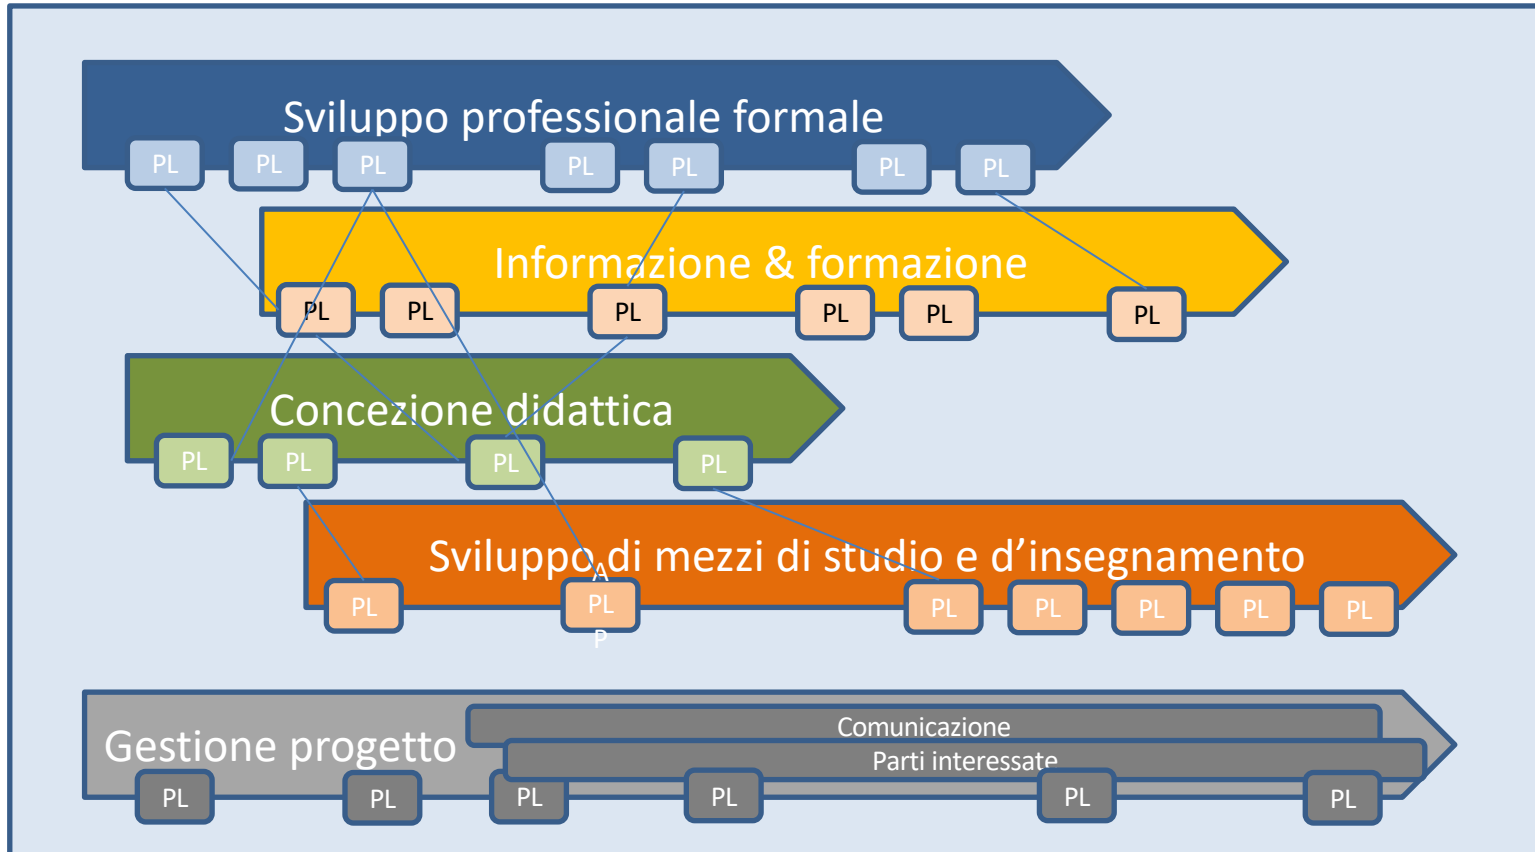 Sviluppo professionale formale
PL PL PL PL PL PL PL
Informazione & formazione
PL PL PL PL PL PL
Concezione didattica
PL PL PL PL
Sviluppo di mezzi di studio e d’insegnamento
A
PL PL PL PL PL PL PL
P
Comunicazione
Gestione progetto
Parti interessate
PL PL PL PL PL PL